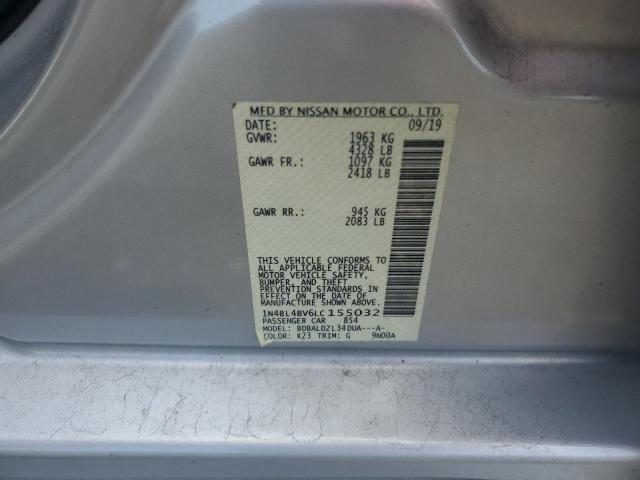 MFD BY NISSAN MOTOR CO., LTD.
DATE: 09/19
GVWR: 1963 KG
4328 LB
GAWR FR.: 1097 KG
2418 LB
GAWR RR.: 945 KG
2083 LB
THIS VEHICLE CONFORMS TO
ALL APPLICABLE FEDERAL
MOTOR VEHICLE SAFETY,
BUMPER, AND THEFT
PREVENTION STANDARDS IN
EFFECT ON THE DATE OF
MANUFACTURE SHOWN ABOVE.
1N4BL4BV6LC155032
PASSENGER CAR 854
MODEL: BDBALDZL34DUA---A-
COLOR: K23 TRIM: G 9N00A